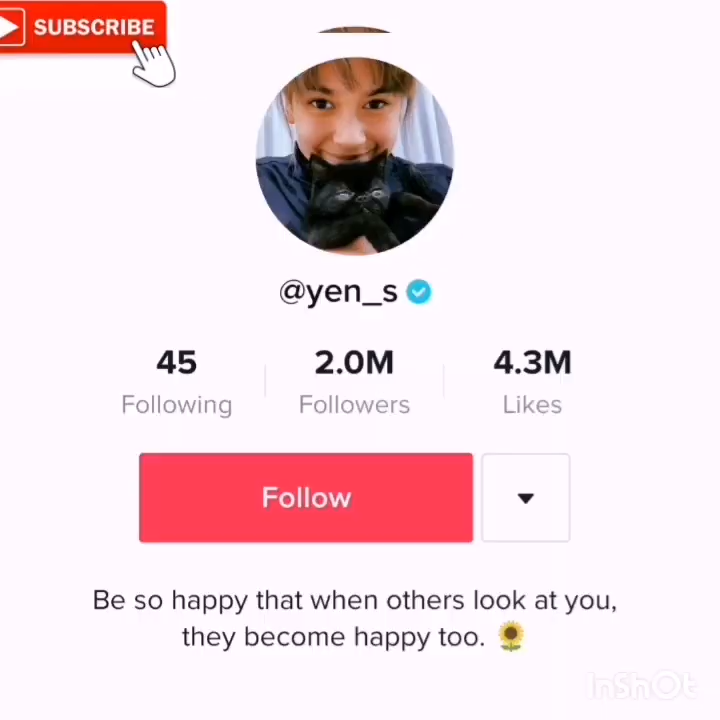 SUBSCRIBE
@yen_s
45 2.0M 4.3M
Following Followers Likes
Follow
Be so happy that when others look at you,
they become happy too. 🌻
InShOt